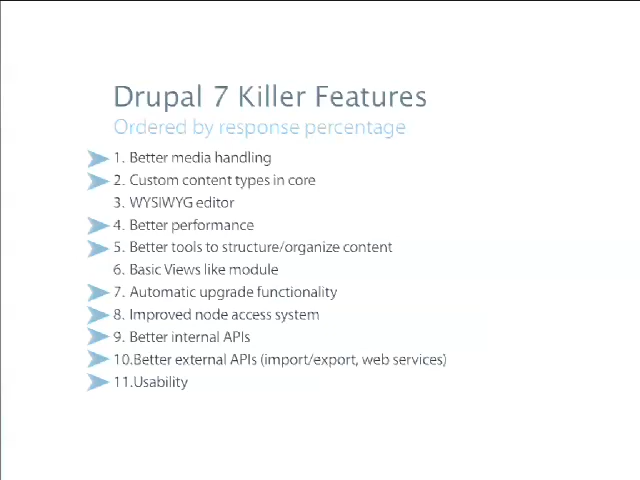 Drupal 7 Killer Features
Ordered by response percentage
1. Better media handling
2. Custom content types in core
3. WYSIWYG editor
4. Better performance
5. Better tools to structure/organize content
6. Basic Views like module
7. Automatic upgrade functionality
8. Improved node access system
9. Better internal APIs
10.Better external APIs (import/export, web services)
11.Usability